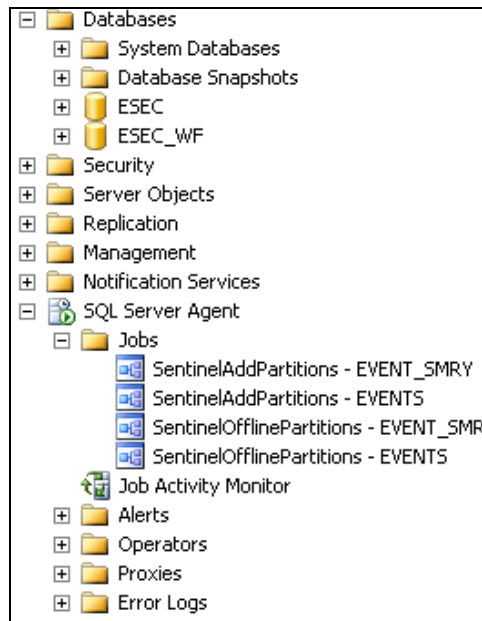 Databases
System Databases
Database Snapshots
ESEC
ESEC_WF
Security
Server Objects
Replication
Management
Notification Services
SQL Server Agent
Jobs
SentinelAddPartitions - EVENT_SMRY
SentinelAddPartitions - EVENTS
SentinelOfflinePartitions - EVENT_SMR
SentinelOfflinePartitions - EVENTS
Job Activity Monitor
Alerts
Operators
Proxies
Error Logs